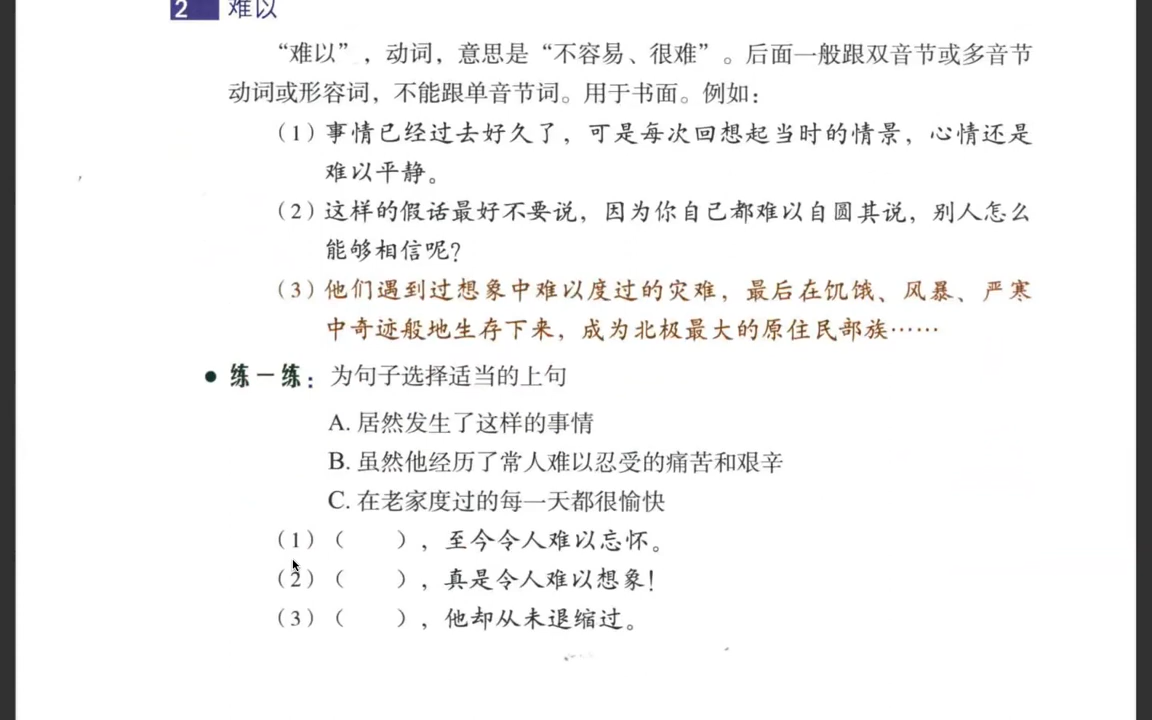 2 难以
“难以”，动词，意思是“不容易、很难”。后面一般跟双音节或多音节
动词或形容词，不能跟单音节词。用于书面。例如：
（1）事情已经过去好久了，可是每次回想起当时的情景，心情还是
难以平静。
（2）这样的假话最好不要说，因为你自己都难以自圆其说，别人怎么
能够相信呢？
（3）他们遇到过想象中难以度过的灾难，最后在饥饿、风暴、严寒
中奇迹般地生存下来，成为北极最大的原住民部族……
● 练一练：为句子选择适当的上句
A. 居然发生了这样的事情
B. 虽然他经历了常人难以忍受的痛苦和艰辛
C. 在老家度过的每一天都很愉快
（1）（　　），至今令人难以忘怀。
（2）（　　），真是令人难以想象！
（3）（　　），他却从未退缩过。